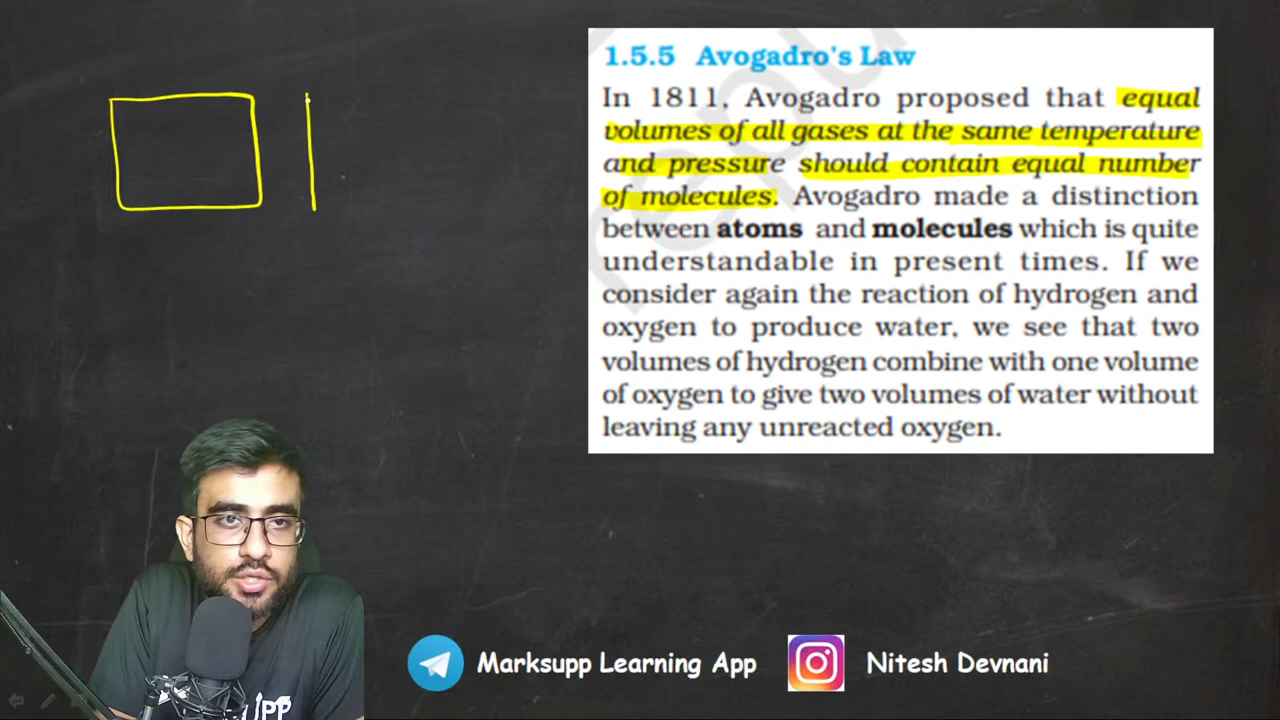 1.5.5 Avogadro's Law
In 1811, Avogadro proposed that equal
volumes of all gases at the same temperature
and pressure should contain equal number
of molecules. Avogadro made a distinction
between atoms and molecules which is quite
understandable in present times. If we
consider again the reaction of hydrogen and
oxygen to produce water, we see that two
volumes of hydrogen combine with one volume
of oxygen to give two volumes of water without
leaving any unreacted oxygen.
Marksupp Learning App
Nitesh Devnani